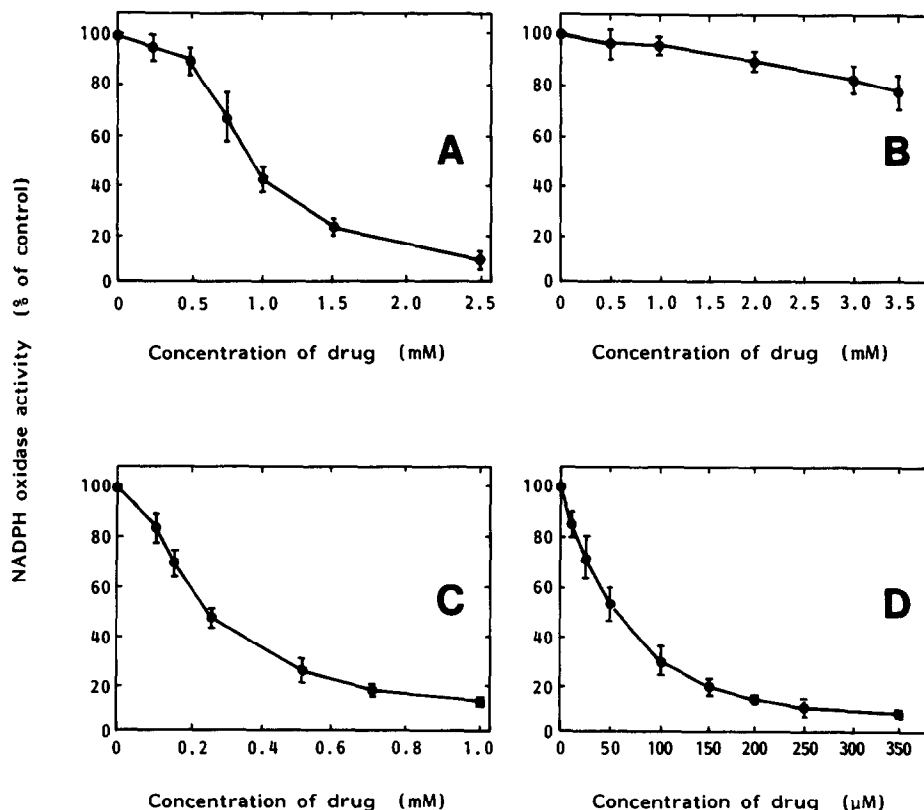 NADPH oxidase activity (% of control)
100
80
60
40
20
0
A
0 0.5 1.0 1.5 2.0 2.5
Concentration of drug (mM)
100
80
60
40
20
0
B
0 0.5 1.0 1.5 2.0 2.5 3.0 3.5
Concentration of drug (mM)
100
80
60
40
20
0
C
0 0.2 0.4 0.6 0.8 1.0
Concentration of drug (mM)
100
80
60
40
20
0
D
0 50 100 150 200 250 300 350
Concentration of drug (µM)